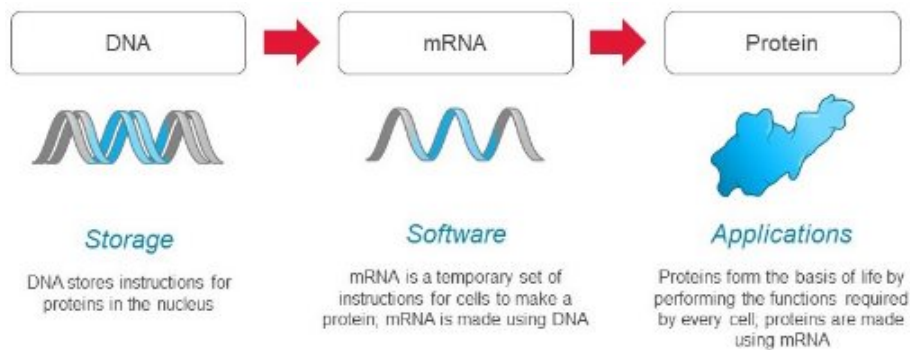 DNA
mRNA
Protein
Storage
Software
Applications
DNA stores instructions for
proteins in the nucleus
mRNA is a temporary set of
instructions for cells to make a
protein; mRNA is made using DNA
Proteins form the basis of life by
performing the functions required
by every cell; proteins are made
using mRNA